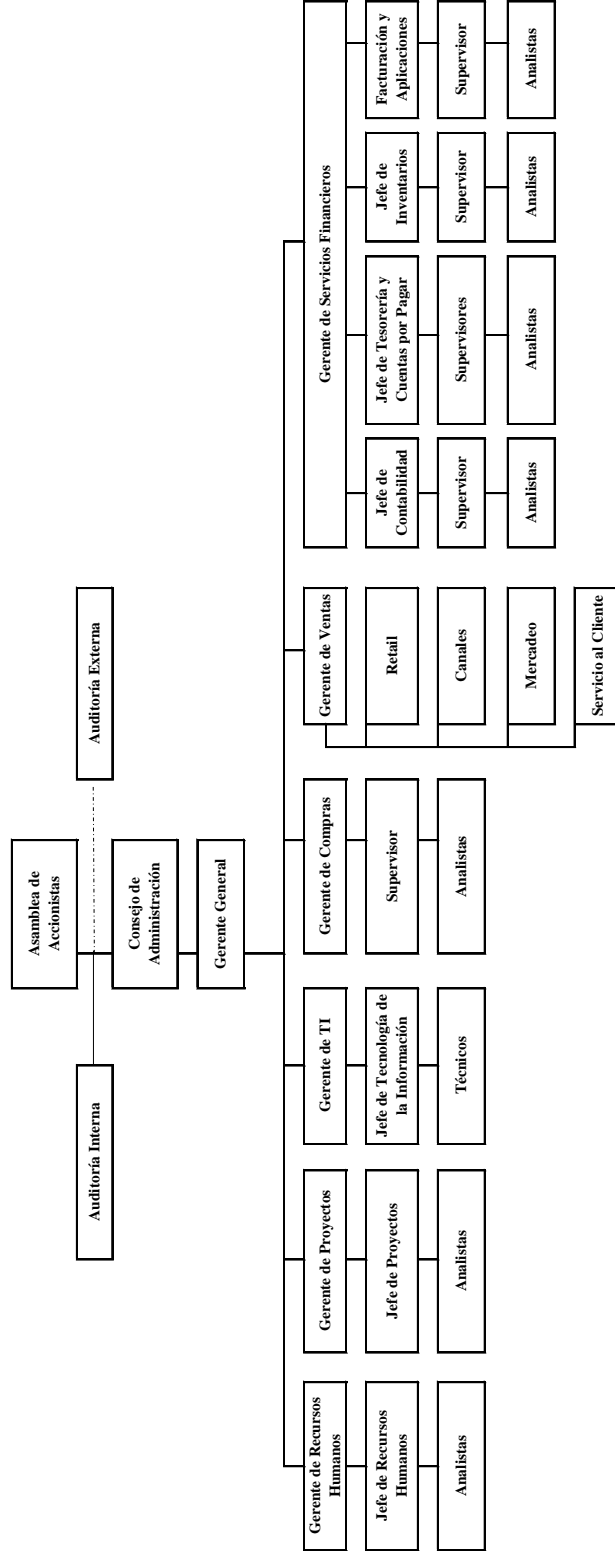 Asamblea de
Accionistas
Auditoría Interna
Auditoría Externa
Consejo de
Administración
Gerente General
Gerente de Recursos
Humanos
Gerente de Proyectos
Gerente de TI
Gerente de Compras
Gerente de Ventas
Gerente de Servicios Financieros
Jefe de Recursos
Humanos
Jefe de Proyectos
Jefe de Tecnología de
la Información
Supervisor
Retail
Jefe de
Contabilidad
Jefe de Tesorería y
Cuentas por Pagar
Jefe de
Inventarios
Facturación y
Aplicaciones
Analistas
Analistas
Técnicos
Analistas
Canales
Supervisor
Supervisores
Supervisor
Supervisor
Mercadeo
Analistas
Analistas
Analistas
Analistas
Servicio al Cliente